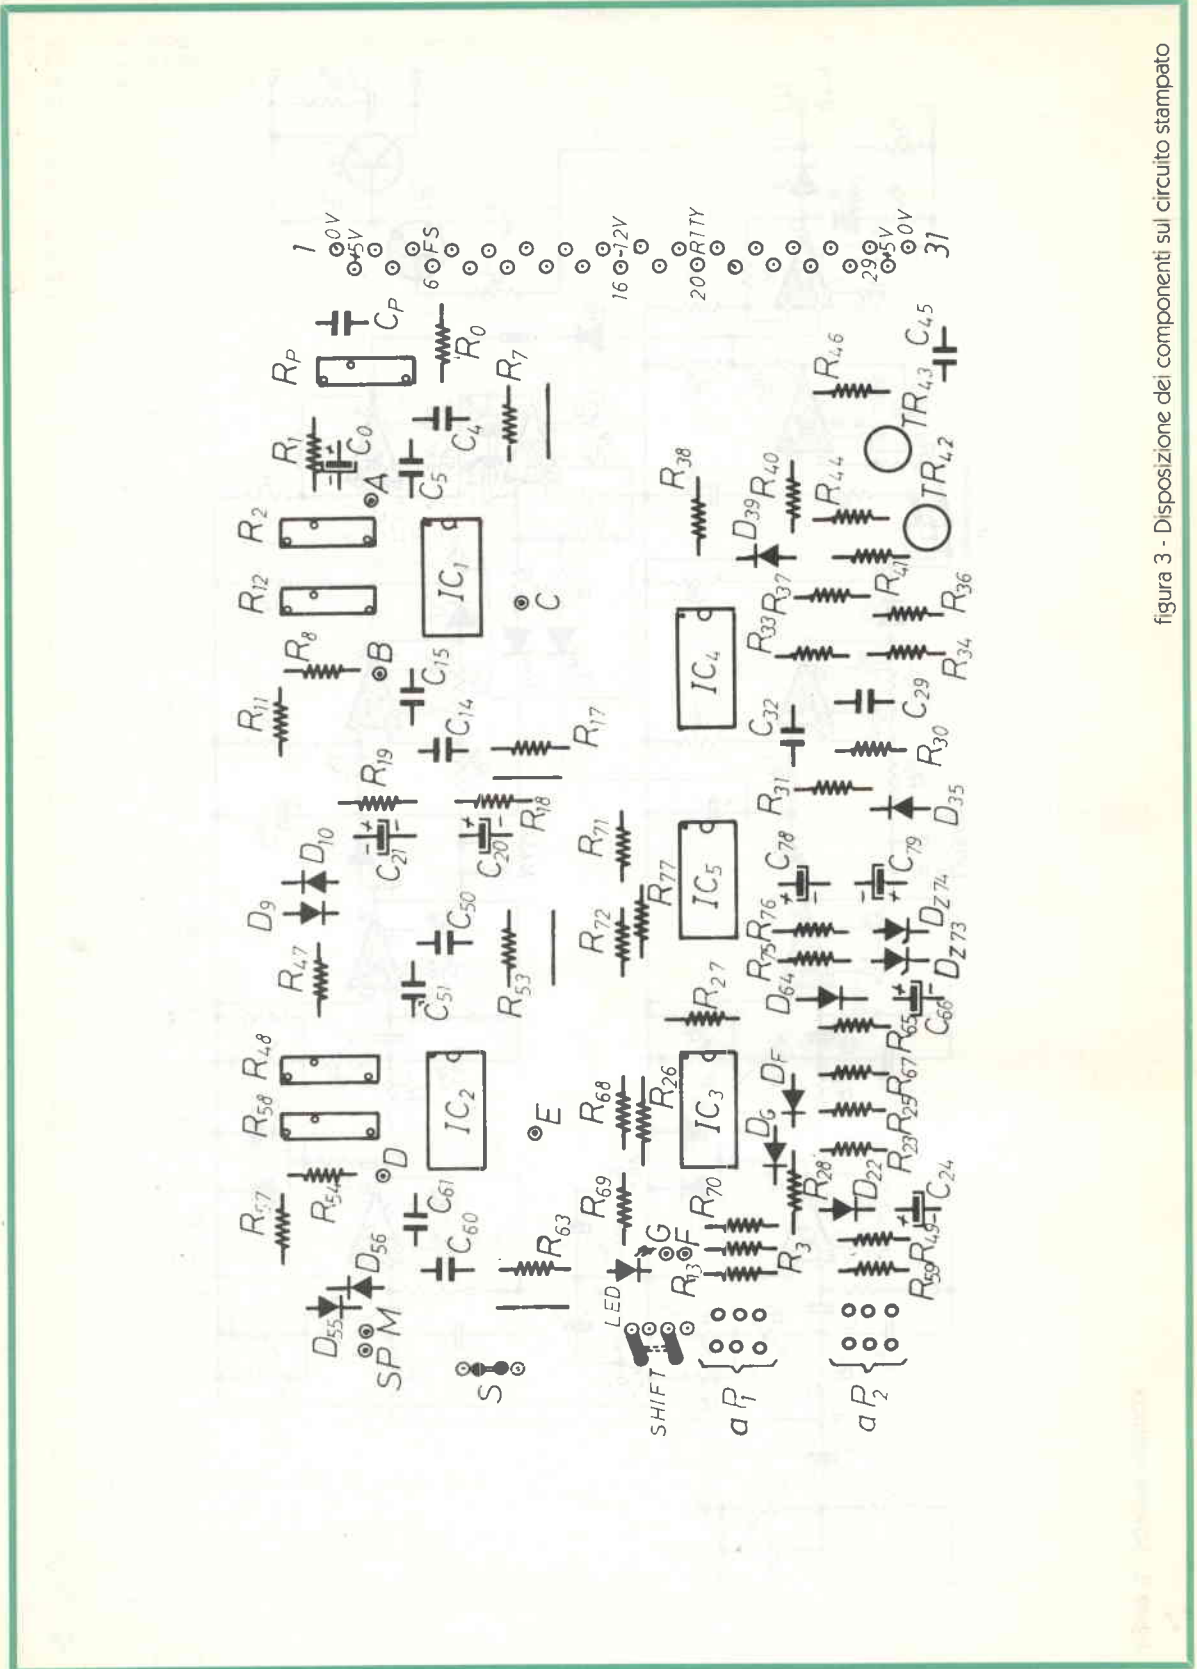 1
0V
+5V
6 FS
16 -12V
20 RITY
29
+5V
0V
31
RP
CP
R0
R1
C0
R7
C4
C5
A
R2
R12
IC1
C
R8
B
R11
C15
C14
R17
R19
R18
C21
C20
D10
D9
C50
R47
C51
R53
R48
R58
IC2
E
D
R54
R57
C61
C60
R63
D56
D55
SP M
S
C45
R46
TR43
TR42
R38
R40
D39
R44
R41
R37
R33
R36
R34
IC4
C32
C29
R30
R31
D35
R71
R77
R72
IC5
C78
C79
R76
R75
DZ74
DZ73
D64
C66
R65
R27
R67
DF
DG
R68
R26
IC3
R25
R23
R69
R70
R28
D22
C24
G
F
R3
R13
R49
R59
LED
SHIFT
a P1
a P2
figura 3 - Disposizione dei componenti sul circuito stampato